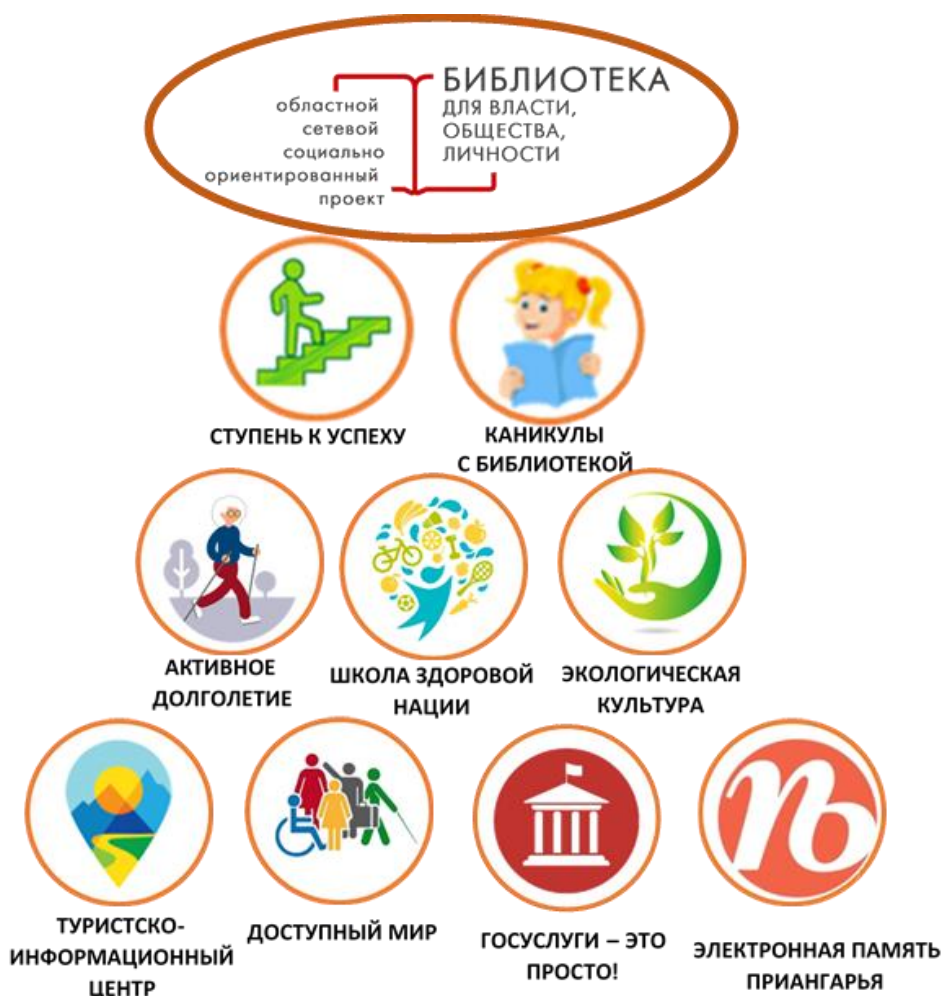 областной
сетевой
социально
ориентированный
проект
БИБЛИОТЕКА
ДЛЯ ВЛАСТИ,
ОБЩЕСТВА,
ЛИЧНОСТИ
СТУПЕНЬ К УСПЕХУ
КАНИКУЛЫ
С БИБЛИОТЕКОЙ
АКТИВНОЕ
ДОЛГОЛЕТИЕ
ШКОЛА ЗДОРОВОЙ
НАЦИИ
ЭКОЛОГИЧЕСКАЯ
КУЛЬТУРА
ТУРИСТСКО-
ИНФОРМАЦИОННЫЙ
ЦЕНТР
ДОСТУПНЫЙ МИР
ГОСУСЛУГИ – ЭТО
ПРОСТО!
ЭЛЕКТРОННАЯ ПАМЯТЬ
ПРИАНГАРЬЯ